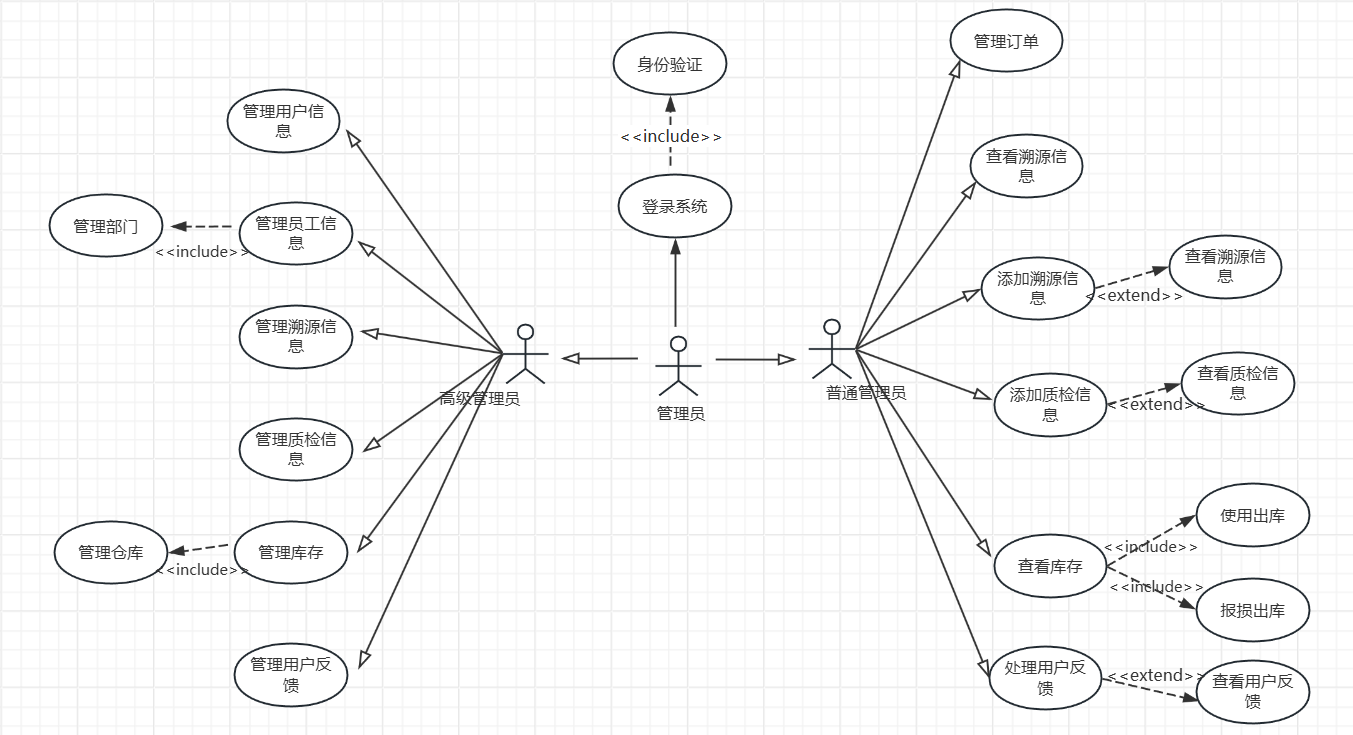 管理订单
身份验证
管理用户信
息
<<include>>
查看溯源信
息
登录系统
管理部门
管理员工信
息
<<include>>
查看溯源信
息
添加溯源信
息
<<extend>>
管理溯源信
息
高级管理员
管理员
普通管理员
查看质检信
息
添加质检信
息
<<extend>>
管理质检信
息
使用出库
管理仓库
管理库存
<<include>>
查看库存
<<include>>
<<include>>
报损出库
管理用户反
馈
处理用户反
馈
<<extend>>
查看用户反
馈